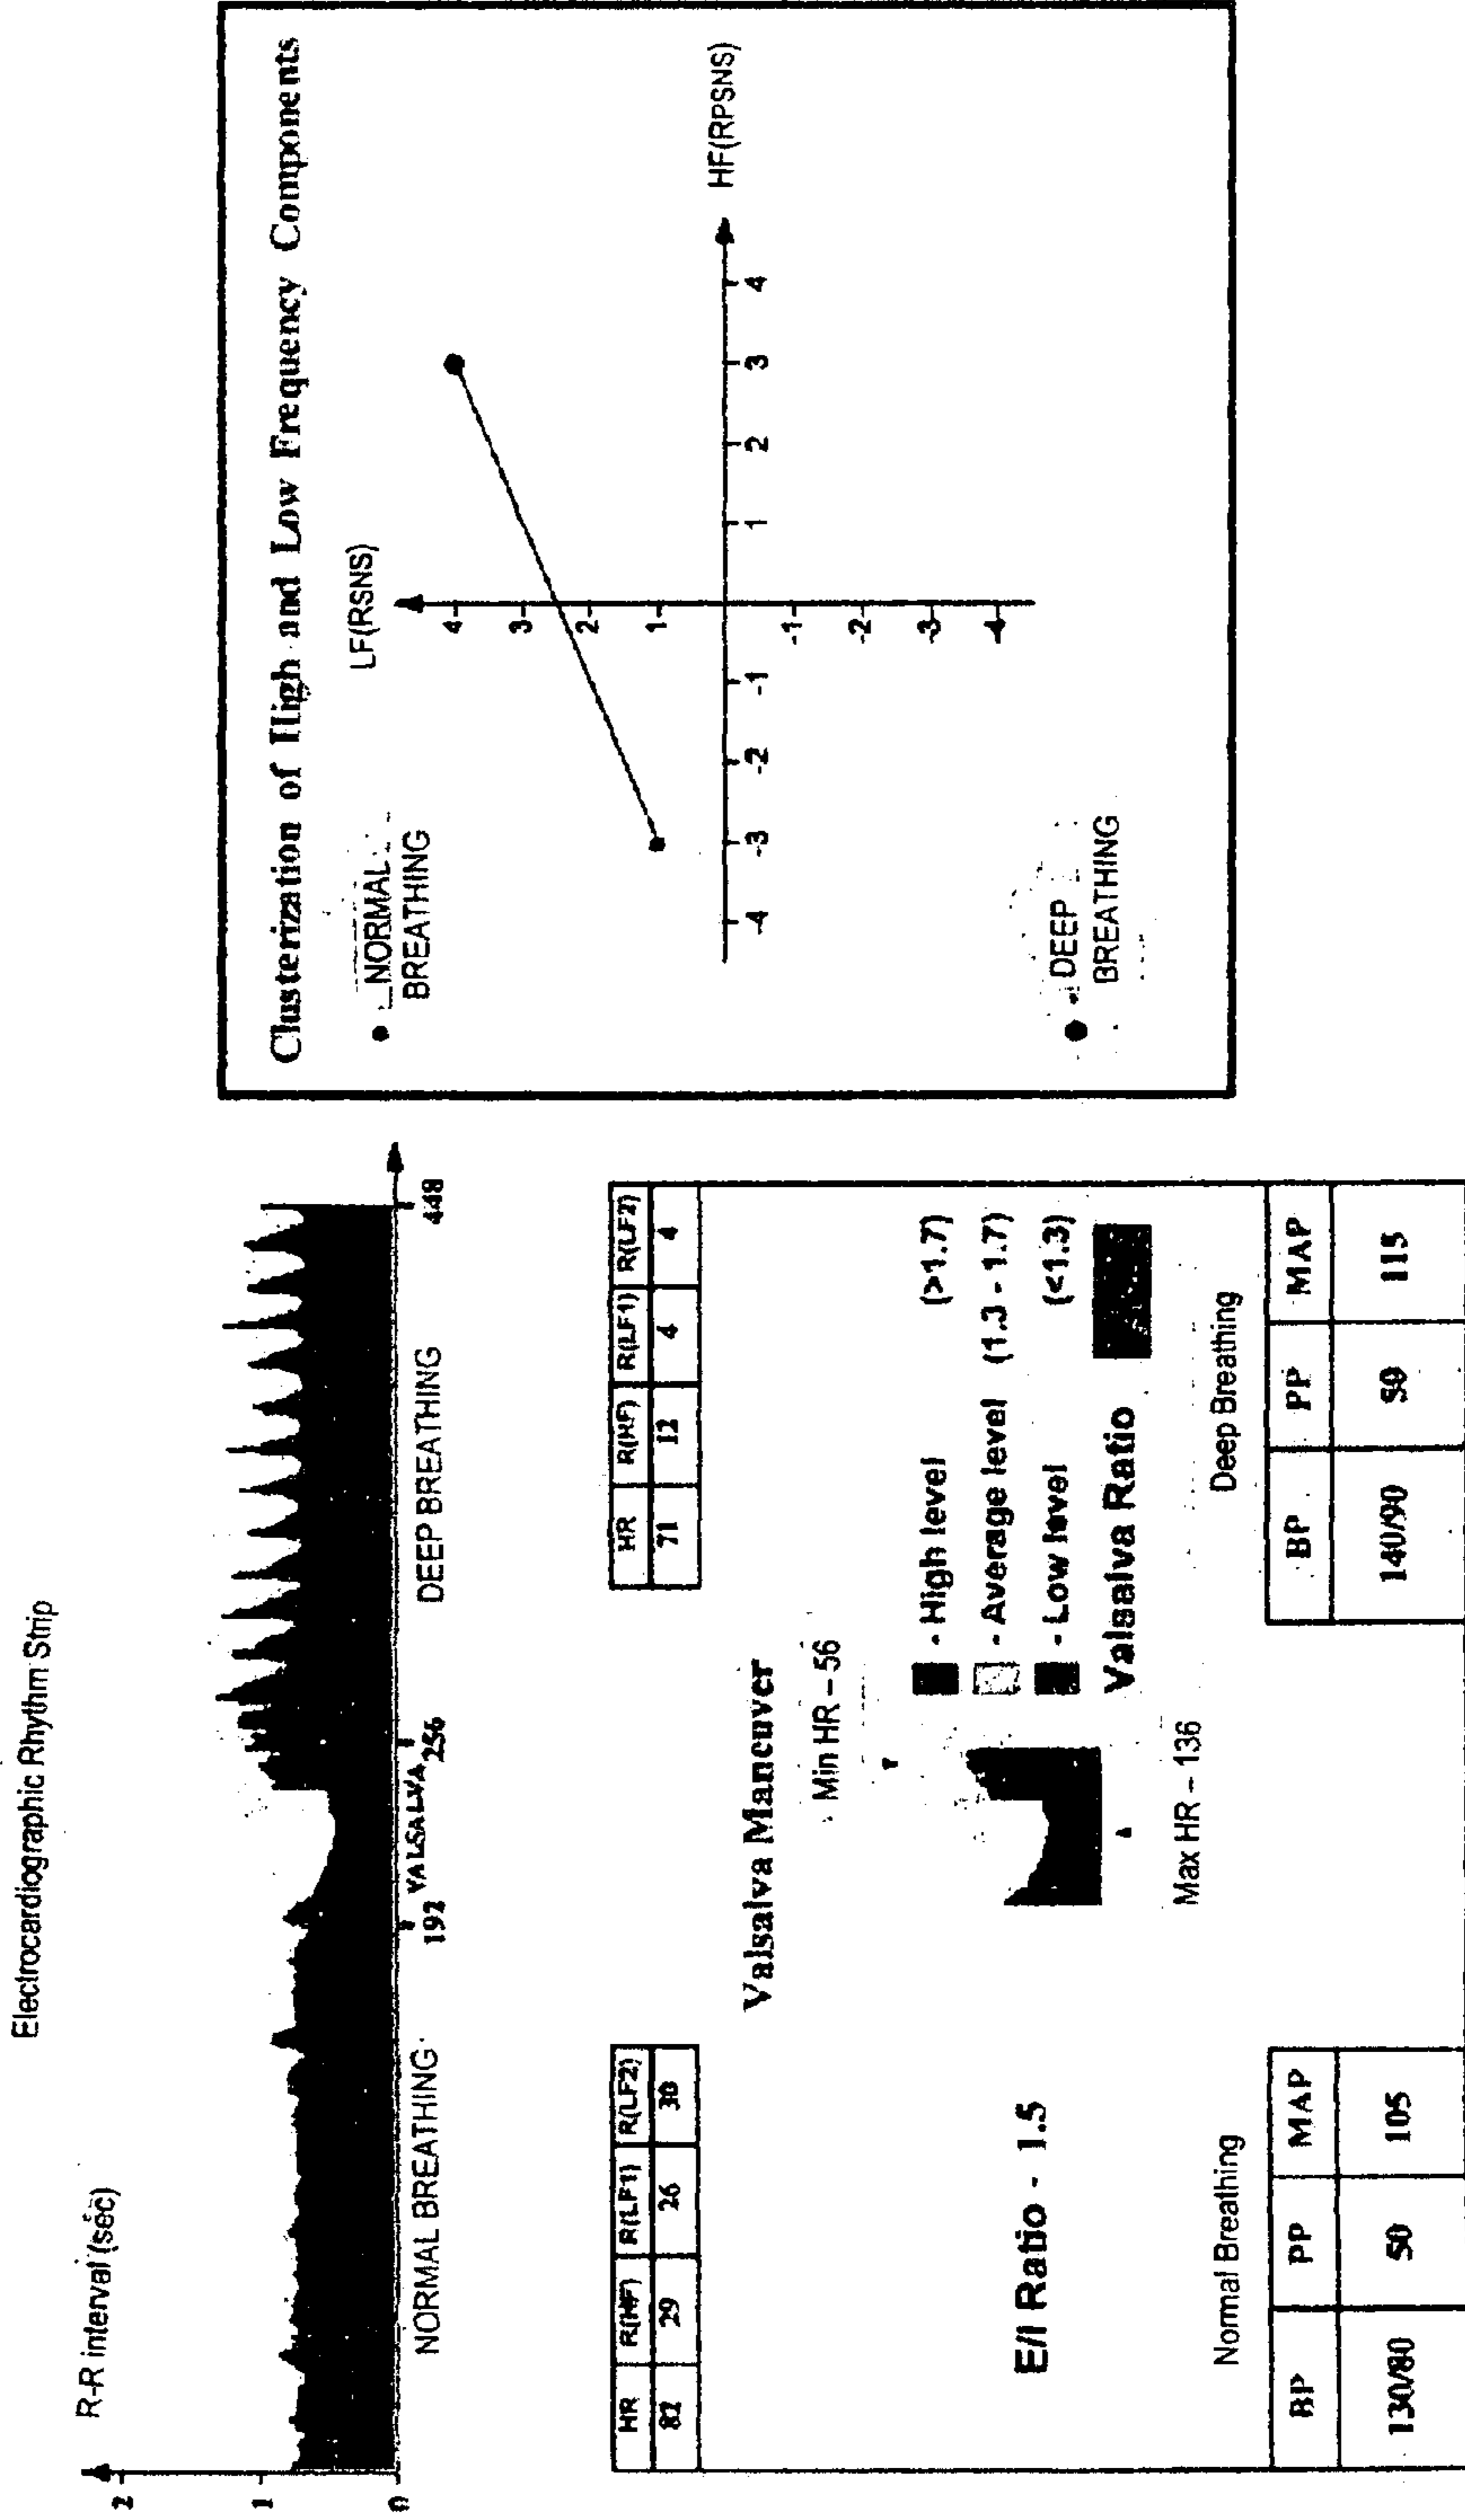 Electrocardiographic Rhythm Strip
R-R interval (sec)
2
1
0
192
VALSALVA
256
448
NORMAL BREATHING
DEEP BREATHING
HR R(HF) R(LF1) R(LF2)
82 29 26 30
HR R(HF) R(LF1) R(LF2)
71 12 4 4
Valsalva Maneuver
Min HR – 56
E/I Ratio - 1.5
- High level (>1.7)
- Average level (1.3 - 1.7)
- Low level (<1.3)
Valsalva Ratio
Max HR – 136
Normal Breathing
BP PP MAP
130/80 50 105
Deep Breathing
BP PP MAP
140/90 50 115
Clusterization of High and Low Frequency Components
NORMAL
BREATHING
LF(RSNS)
4
3
2
1
-1
-2
-3
-4
-4 -3 -2 -1 1 2 3 4
HF(RPSNS)
DEEP
BREATHING